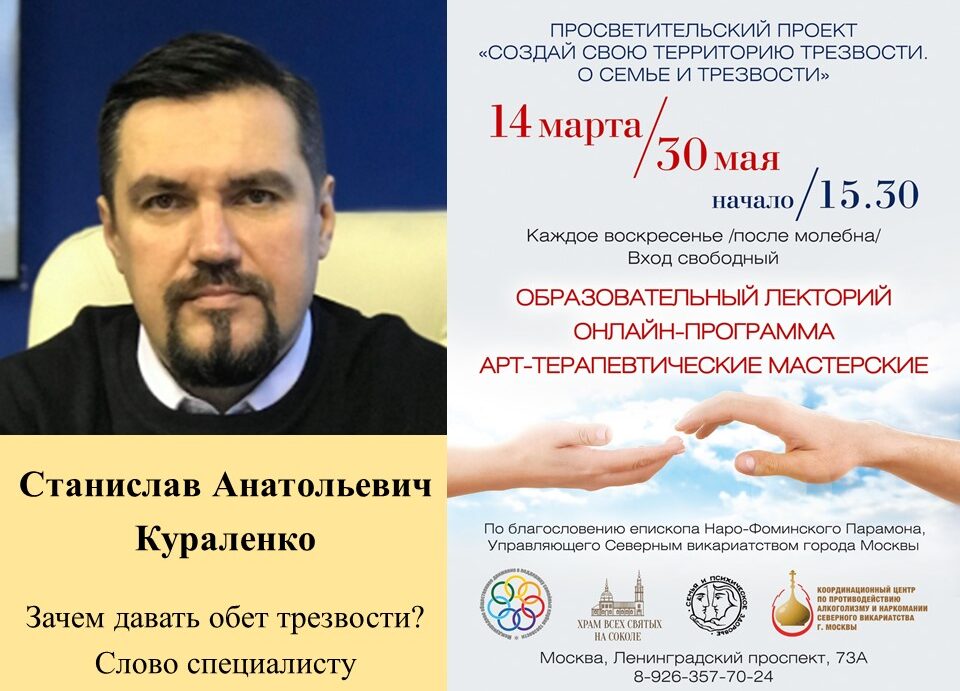 Станислав Анатольевич
Кураленко
Зачем давать обет трезвости?
Слово специалисту
ПРОСВЕТИТЕЛЬСКИЙ ПРОЕКТ
«СОЗДАЙ СВОЮ ТЕРРИТОРИЮ ТРЕЗВОСТИ.
О СЕМЬЕ И ТРЕЗВОСТИ»
14 марта/30 мая
начало/15.30
Каждое воскресенье /после молебна/
Вход свободный
ОБРАЗОВАТЕЛЬНЫЙ ЛЕКТОРИЙ
ОНЛАЙН-ПРОГРАММА
АРТ-ТЕРАПЕВТИЧЕСКИЕ МАСТЕРСКИЕ
По благословению епископа Наро-Фоминского Парамона,
Управляющего Северным викариатством города Москвы
ХРАМ ВСЕХ СВЯТЫХ
НА СОКОЛЕ
СЕМЬЯ И ПСИХИЧЕСКОЕ ЗДОРОВЬЕ
КООРДИНАЦИОННЫЙ ЦЕНТР
ПО ПРОТИВОДЕЙСТВИЮ
АЛКОГОЛИЗМУ И НАРКОМАНИИ
СЕВЕРНОГО ВИКАРИАТСТВА
Г. МОСКВЫ
Москва, Ленинградский проспект, 73А
8-926-357-70-24